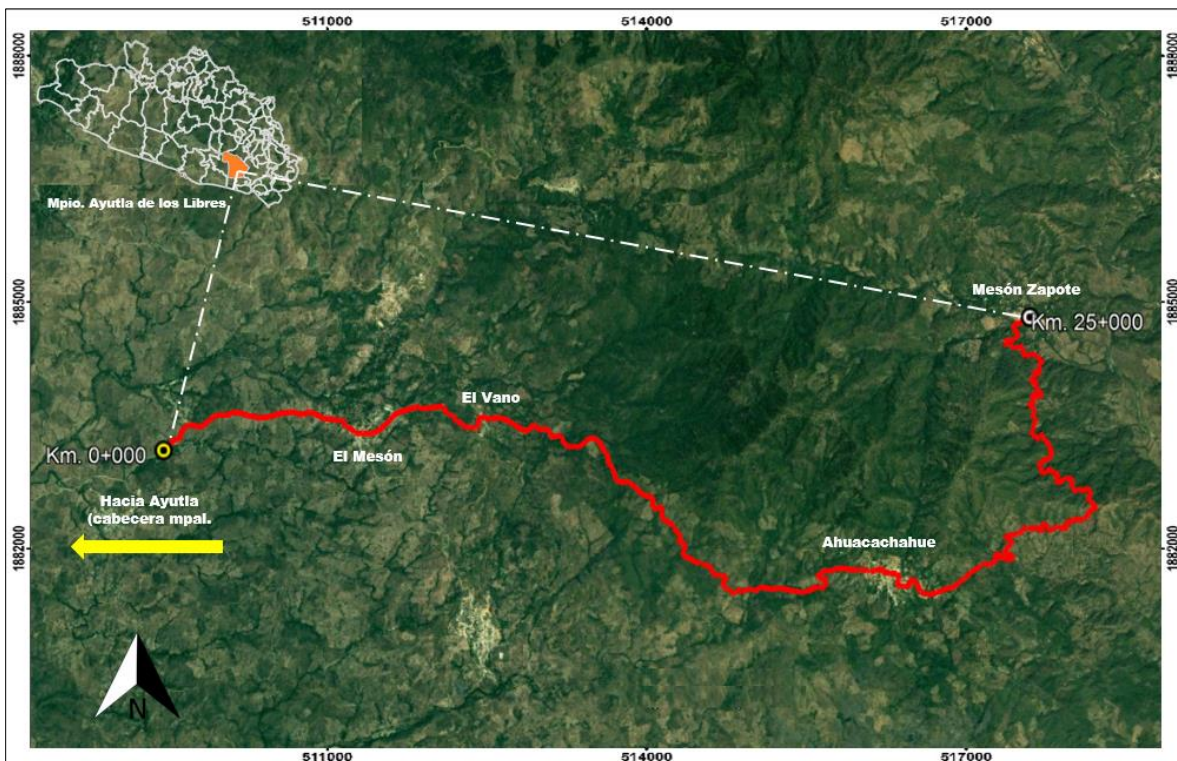 511000
514000
517000
1888000
1888000
Mpio. Ayutla de los Libres
1885000
Mesón Zapote
1885000
Km. 25+000
El Vano
Km. 0+000
El Mesón
Hacia Ayutla
(cabecera mpal.
1882000
Ahuacachahue
1882000
N
511000
514000
517000